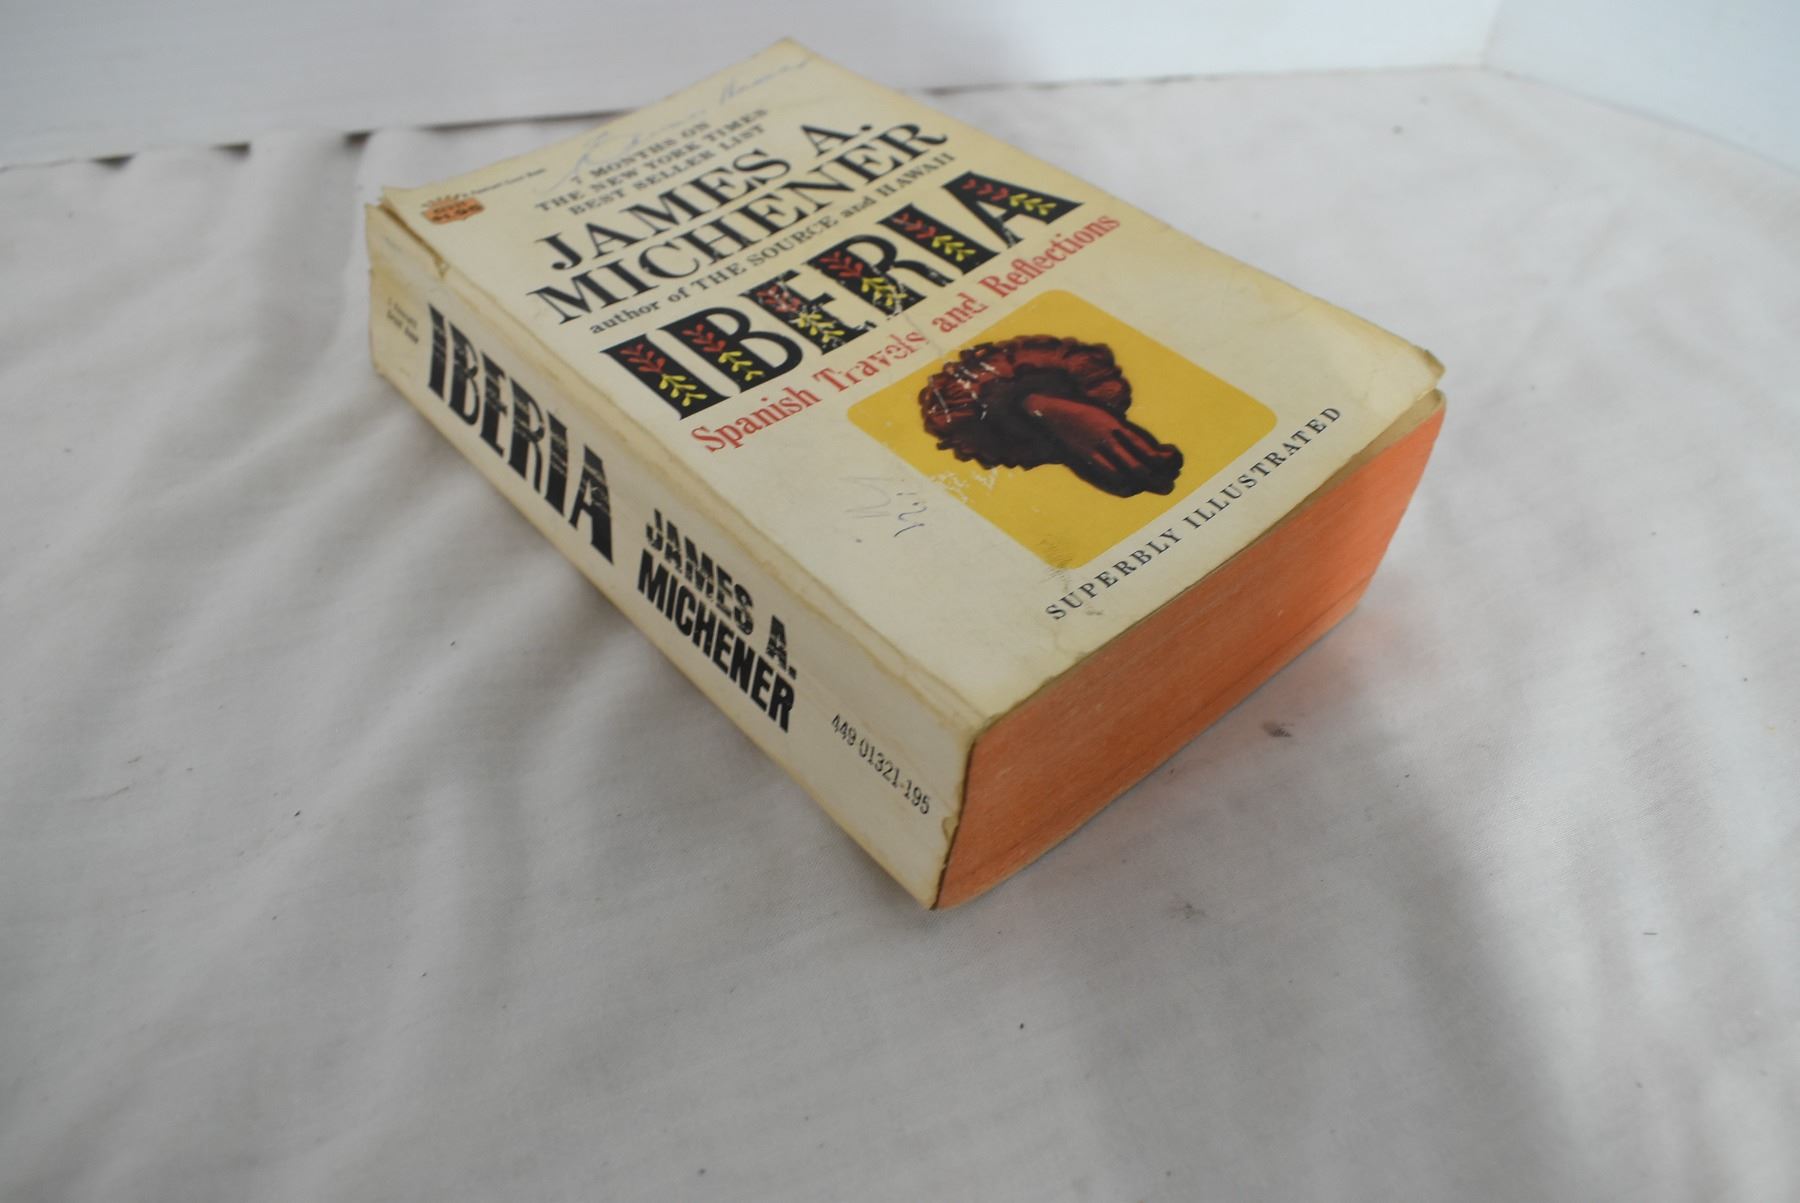 7 MONTHS ON
THE NEW YORK TIMES
BEST SELLER LIST
JAMES A.
MICHENER
author of THE SOURCE and HAWAII
IBERIA
Spanish Travels and Reflections
SUPERBLY ILLUSTRATED
IBERIA
JAMES A.
MICHENER
449 01321-195